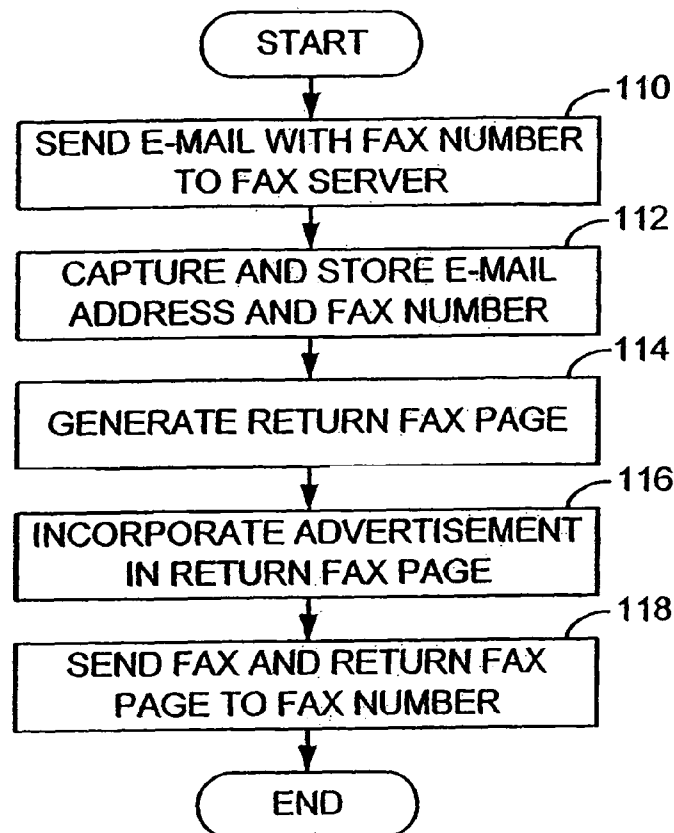 START
110
SEND E-MAIL WITH FAX NUMBER
TO FAX SERVER
112
CAPTURE AND STORE E-MAIL
ADDRESS AND FAX NUMBER
114
GENERATE RETURN FAX PAGE
116
INCORPORATE ADVERTISEMENT
IN RETURN FAX PAGE
118
SEND FAX AND RETURN FAX
PAGE TO FAX NUMBER
END